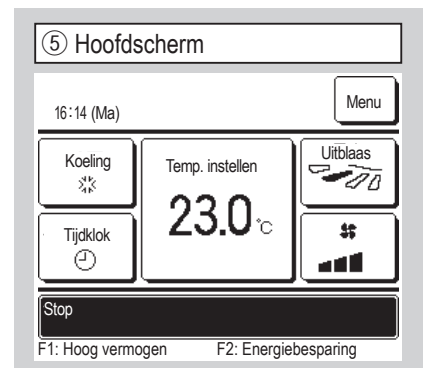 ⑤ Hoofdscherm
16:14 (Ma)
Menu
Koeling
Temp. instellen
Uitblaas
23.0 °C
Tijdklok
Stop
F1: Hoog vermogen F2: Energiebesparing